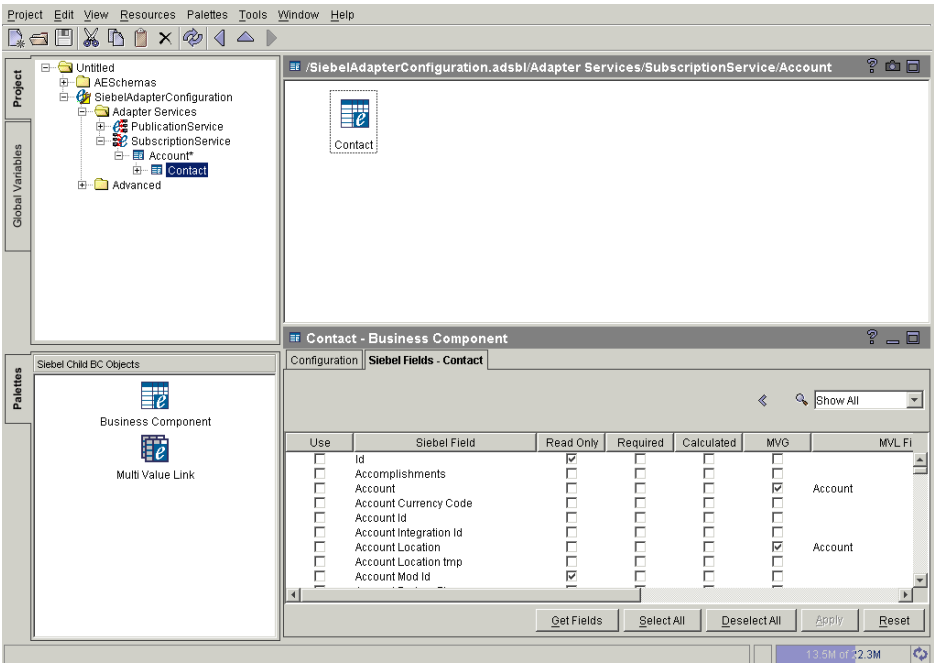 Project Edit View Resources Palettes Tools Window Help
Project
Global Variables
Untitled
AESchemas
SiebelAdapterConfiguration
Adapter Services
PublicationService
SubscriptionService
Account*
Contact
Advanced
/SiebelAdapterConfiguration.adsbl/Adapter Services/SubscriptionService/Account
Contact
Palettes
Siebel Child BC Objects
Business Component
Multi Value Link
Contact - Business Component
Configuration Siebel Fields - Contact
Show All
Use Siebel Field Read Only Required Calculated MVG MVL Fi
Id
Accomplishments
Account Account
Account Currency Code
Account Id
Account Integration Id
Account Location Account
Account Location tmp
Account Mod Id
Get Fields Select All Deselect All Apply Reset
13.5M of 22.3M